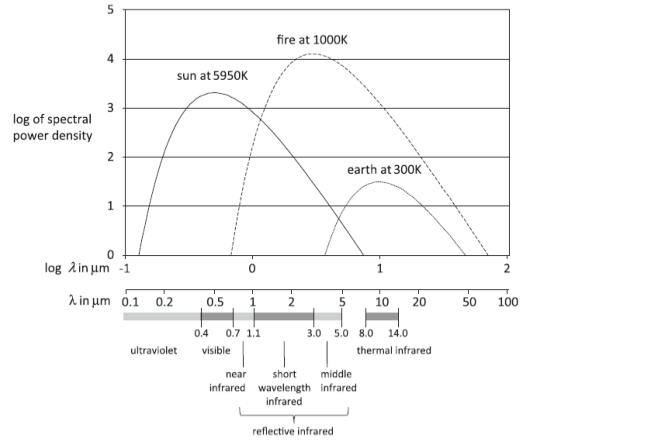 5
fire at 1000K
4
sun at 5950K
3
log of spectral
power density
2
earth at 300K
1
0
log λ in μm -1 0 1 2
λ in μm 0.1 0.2 0.5 1 2 5 10 20 50 100
0.4 0.7 1.1 3.0 5.0 8.0 14.0
ultraviolet visible thermal infrared
near short middle
infrared wavelength infrared
infrared
reflective infrared